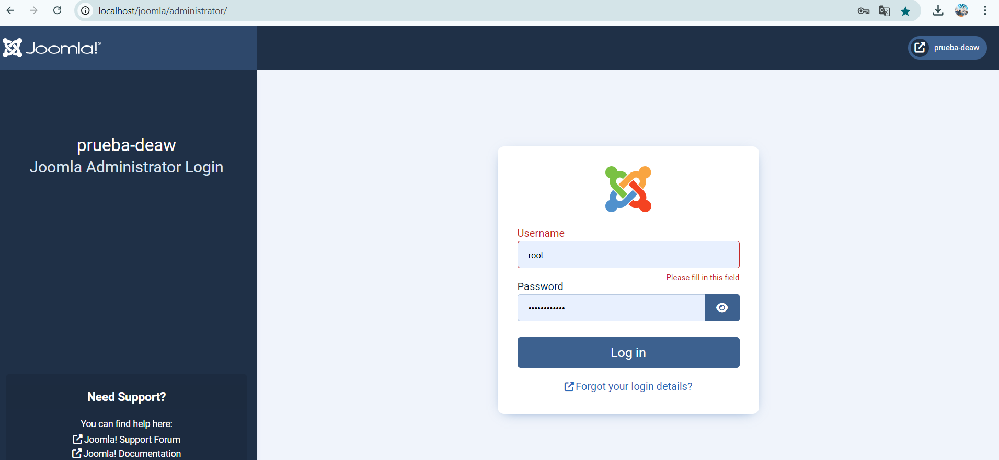 localhost/joomla/administrator/
Joomla!®
prueba-deaw
prueba-deaw
Joomla Administrator Login
Username
root
Please fill in this field
Password
••••••••••••
Log in
Forgot your login details?
Need Support?
You can find help here:
Joomla! Support Forum
Joomla! Documentation